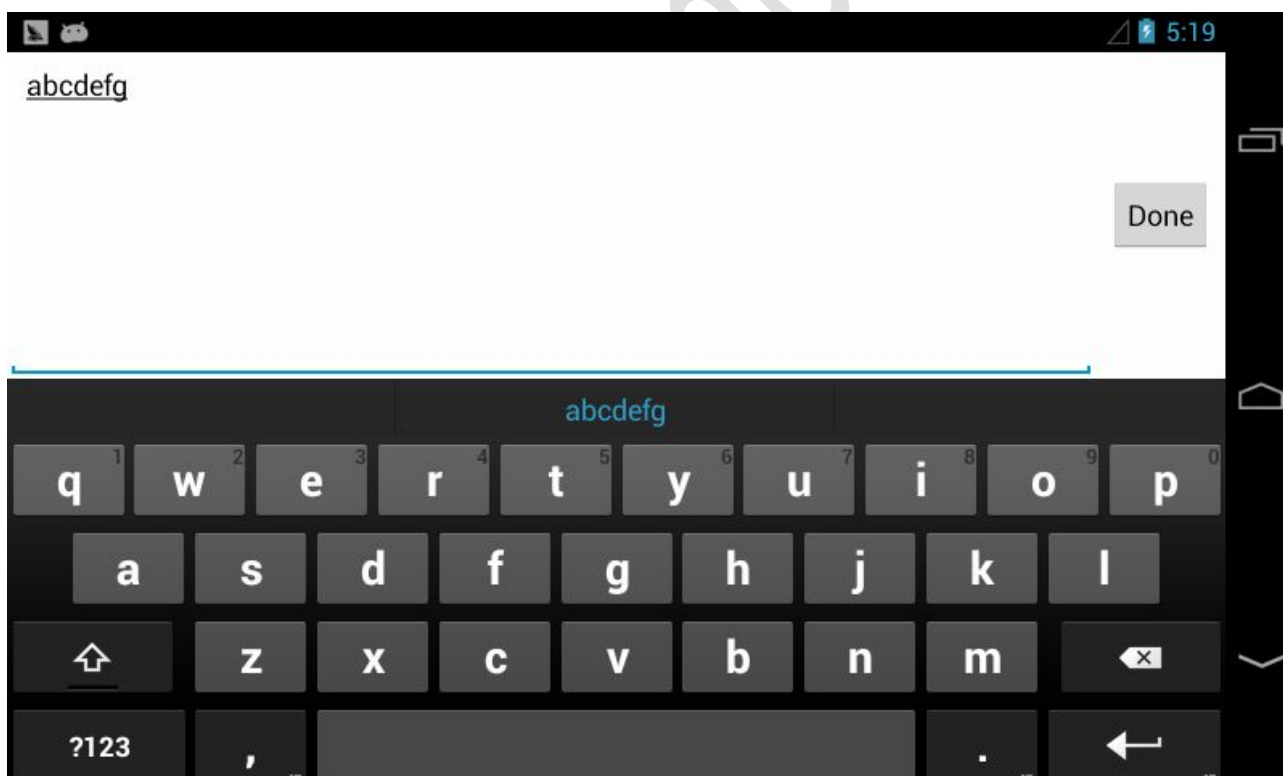 5:19
abcdefg
Done
abcdefg
q 1 w 2 e 3 r 4 t 5 y 6 u 7 i 8 o 9 p 0
a s d f g h j k l
z x c v b n m
?123 , .